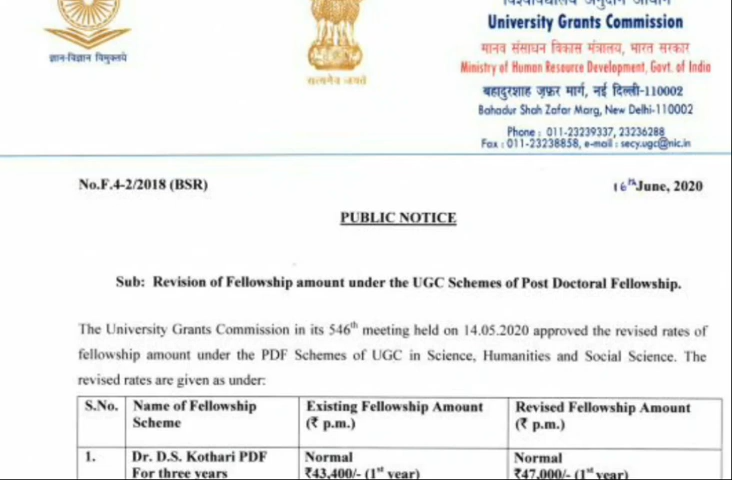 विश्वविद्यालय अनुदान आयोग
University Grants Commission
ज्ञान-विज्ञान विमुक्तये
सत्यमेव जयते
मानव संसाधन विकास मंत्रालय, भारत सरकार
Ministry of Human Resource Development, Govt. of India
बहादुरशाह ज़फ़र मार्ग, नई दिल्ली-110002
Bahadur Shah Zafar Marg, New Delhi-110002
Phone : 011-23239337, 23236288
Fax : 011-23238858, e-mail : secy.ugc@nic.in
No.F.4-2/2018 (BSR) 16th June, 2020
PUBLIC NOTICE
Sub: Revision of Fellowship amount under the UGC Schemes of Post Doctoral Fellowship.
The University Grants Commission in its 546th meeting held on 14.05.2020 approved the revised rates of
fellowship amount under the PDF Schemes of UGC in Science, Humanities and Social Science. The
revised rates are given as under:
S.No. Name of Fellowship Existing Fellowship Amount Revised Fellowship Amount
Scheme (₹ p.m.) (₹ p.m.)
1. Dr. D.S. Kothari PDF Normal Normal
For three years ₹43,400/- (1st year) ₹47,000/- (1st year)